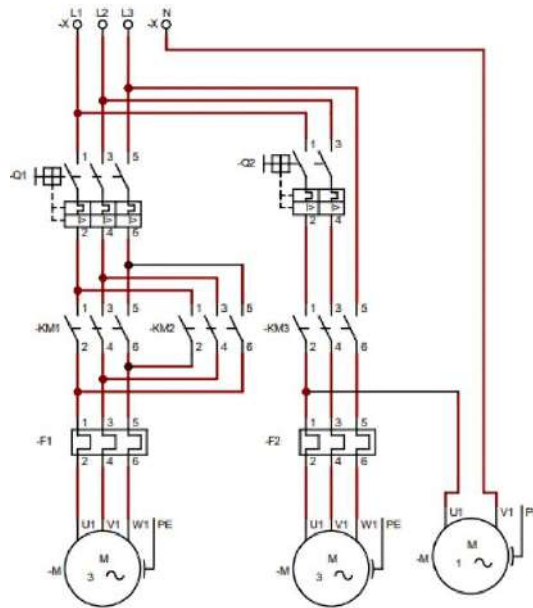 L1 L2 L3 N
-X -X
1 3
1 3 5
-Q1 -Q2
2 4 6 2 4
1 3 5 1 3 5 1 3 5
-KM1 -KM2 -KM3
2 4 6 2 4 6 2 4 6
1 3 5 1 3 5
-F1 -F2
2 4 6 2 4 6
U1 V1 P
U1 V1 W1 PE U1 V1 W1 PE
M
M M
-M
1
-M 3 -M 3